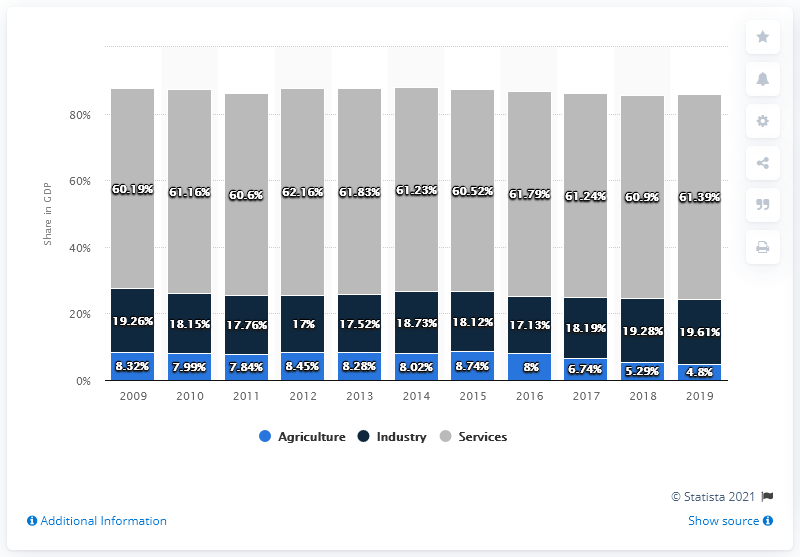 80%
60%
40%
20%
0%
Share in GDP
60.19% 61.16% 60.6% 62.16% 61.83% 61.23% 60.52% 61.79% 61.24% 60.9% 61.39%
19.26% 18.15% 17.76% 17% 17.52% 18.73% 18.12% 17.13% 18.19% 19.28% 19.61%
8.32% 7.99% 7.84% 8.45% 8.28% 8.02% 8.74% 8% 6.74% 5.29% 4.8%
2009 2010 2011 2012 2013 2014 2015 2016 2017 2018 2019
Agriculture Industry Services
© Statista 2021
Additional Information Show source